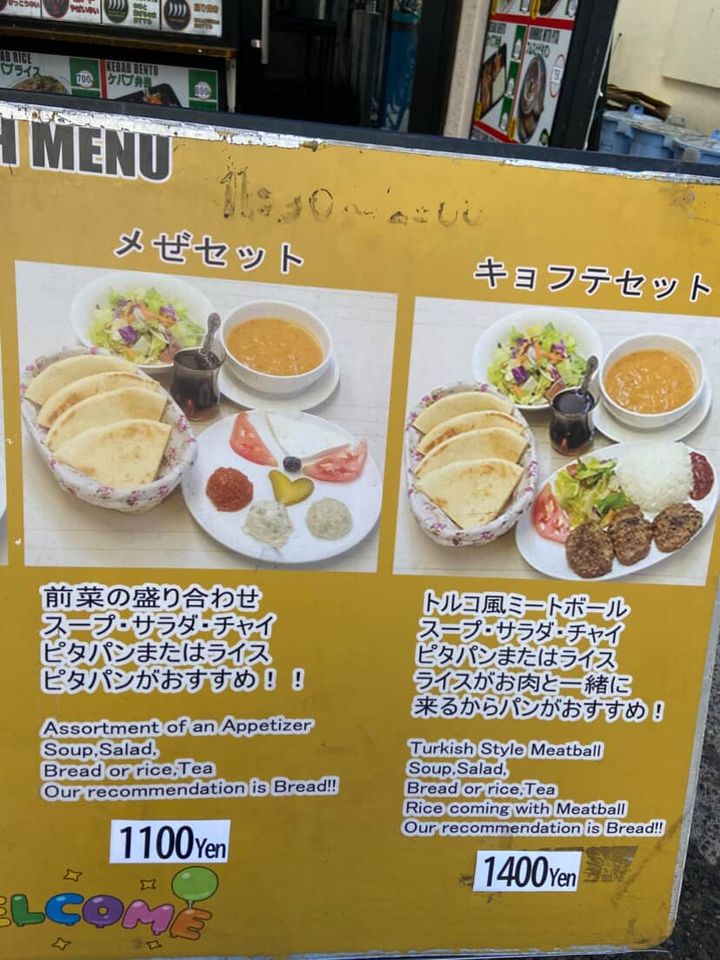 KEBAB BENTO
ケバブ弁当
バブライス
700
800
H MENU
メゼセット
前菜の盛り合わせ
スープ・サラダ・チャイ
ピタパンまたはライス
ピタパンがおすすめ！！
Assortment of an Appetizer
Soup,Salad,
Bread or rice,Tea
Our recommendation is Bread!!
1100Yen
キョフテセット
トルコ風ミートボール
スープ・サラダ・チャイ
ピタパンまたはライス
ライスがお肉と一緒に
来るからパンがおすすめ！
Turkish Style Meatball
Soup,Salad,
Bread or rice,Tea
Rice coming with Meatball
Our recommendation is Bread!!
1400Yen
ELCOME